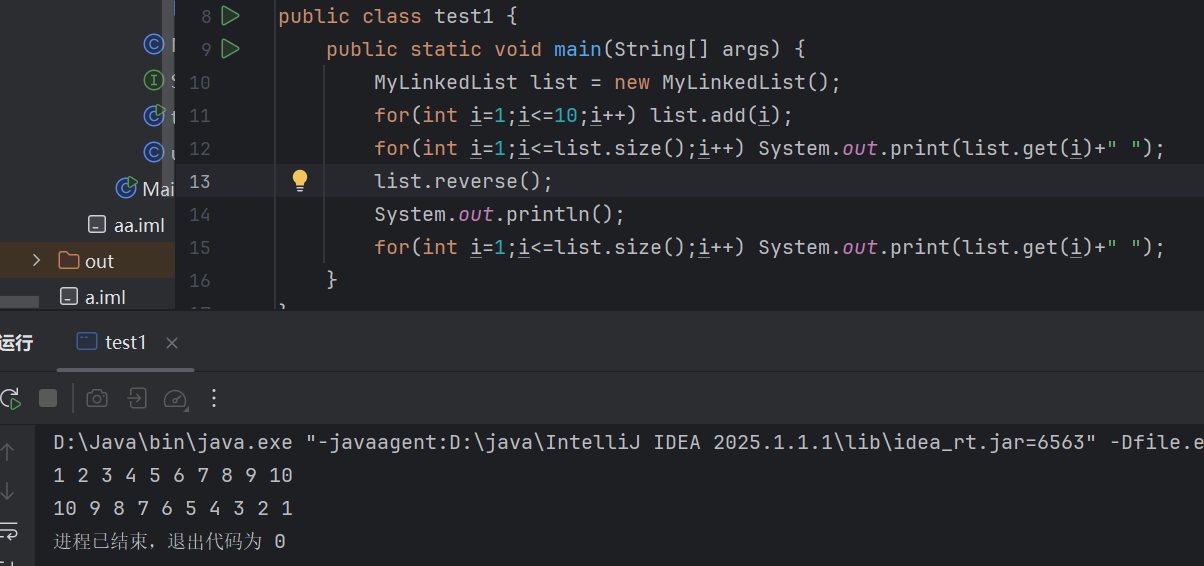 8 public class test1 {
9 public static void main(String[] args) {
10 MyLinkedList list = new MyLinkedList();
11 for(int i=1;i<=10;i++) list.add(i);
12 for(int i=1;i<=list.size();i++) System.out.print(list.get(i)+" ");
13 list.reverse();
14 System.out.println();
15 for(int i=1;i<=list.size();i++) System.out.print(list.get(i)+" ");
16 }
Mai
aa.iml
out
a.iml
运行 test1
D:\Java\bin\java.exe "-javaagent:D:\java\IntelliJ IDEA 2025.1.1.1\lib\idea_rt.jar=6563" -Dfile.e
1 2 3 4 5 6 7 8 9 10
10 9 8 7 6 5 4 3 2 1
进程已结束，退出代码为 0